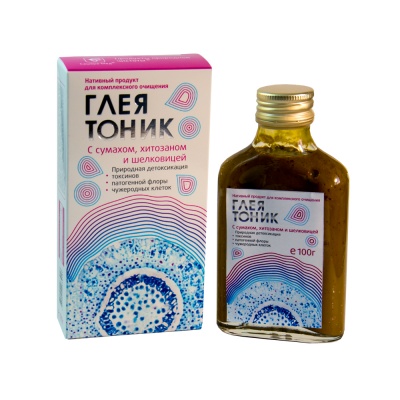 Нативный продукт
для комплексного очищения
ГЛЕЯ
ТОНИК
С сумахом, хитозаном
и шелковицей
Природная детоксикация
• токсинов
• патогенной флоры
• чужеродных клеток
Нативный продукт для комплексного очищения
ГЛЕЯ
ТОНИК
С сумахом, хитозаном и шелковицей
Природная детоксикация
• токсинов
• патогенной флоры
• чужеродных клеток
℮ 100г